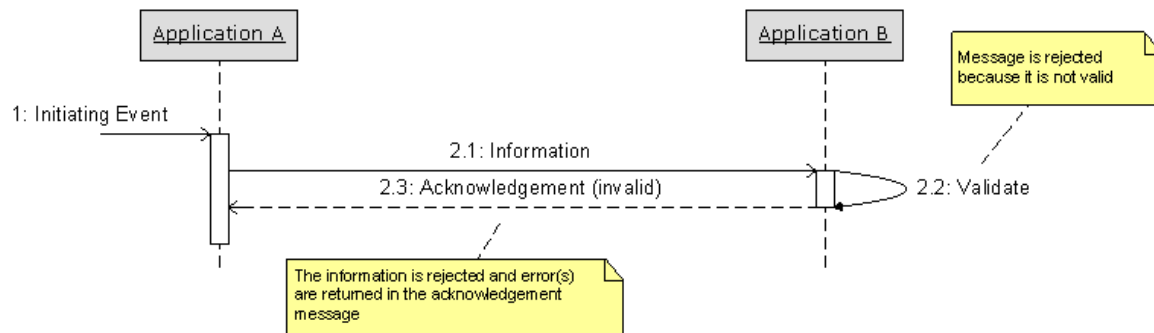 Application A
Application B
Message is rejected
because it is not valid
1: Initiating Event
2.1: Information
2.3: Acknowledgement (invalid)
2.2: Validate
The information is rejected and error(s)
are returned in the acknowledgement
message